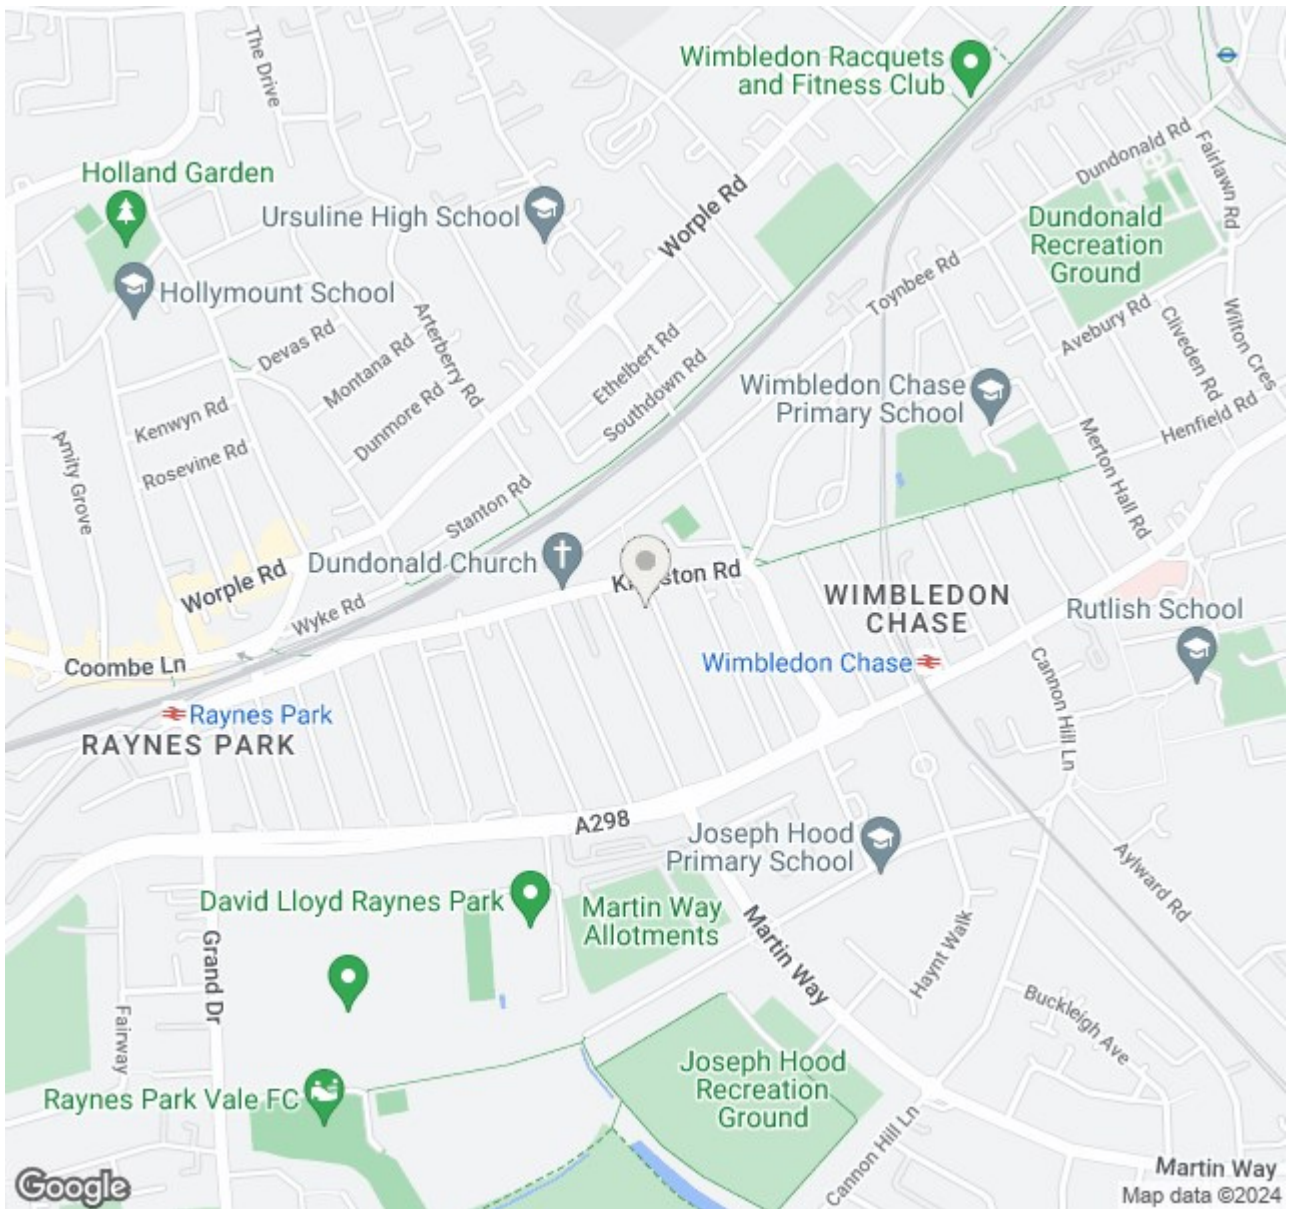 The Drive
Wimbledon Racquets
and Fitness Club
Dundonald Rd
Fairlawn Rd
Holland Garden
Worple Rd
Ursuline High School
Dundonald
Recreation
Ground
Toynbee Rd
Hollymount School
Arterberry Rd
Devas Rd
Montana Rd
Ethelbert Rd
Avebury Rd
Cliveden Rd
Wilton Cres
Southdown Rd
Wimbledon Chase
Primary School
Dunmore Rd
Kenwyn Rd
Rosevine Rd
Henfield Rd
Merton Hall Rd
Amity Grove
Stanton Rd
Dundonald Church
Worple Rd
Kingston Rd
WIMBLEDON
CHASE
Rutlish School
Wyke Rd
Coombe Ln
Wimbledon Chase
Cannon Hill Ln
Raynes Park
RAYNES PARK
A298
Joseph Hood
Primary School
Aylward Rd
David Lloyd Raynes Park
Martin Way
Allotments
Martin Way
Haynt Walk
Grand Dr
Fairway
Buckleigh Ave
Joseph Hood
Recreation
Ground
Raynes Park Vale FC
Cannon Hill Ln
Martin Way
Google
Map data ©2024